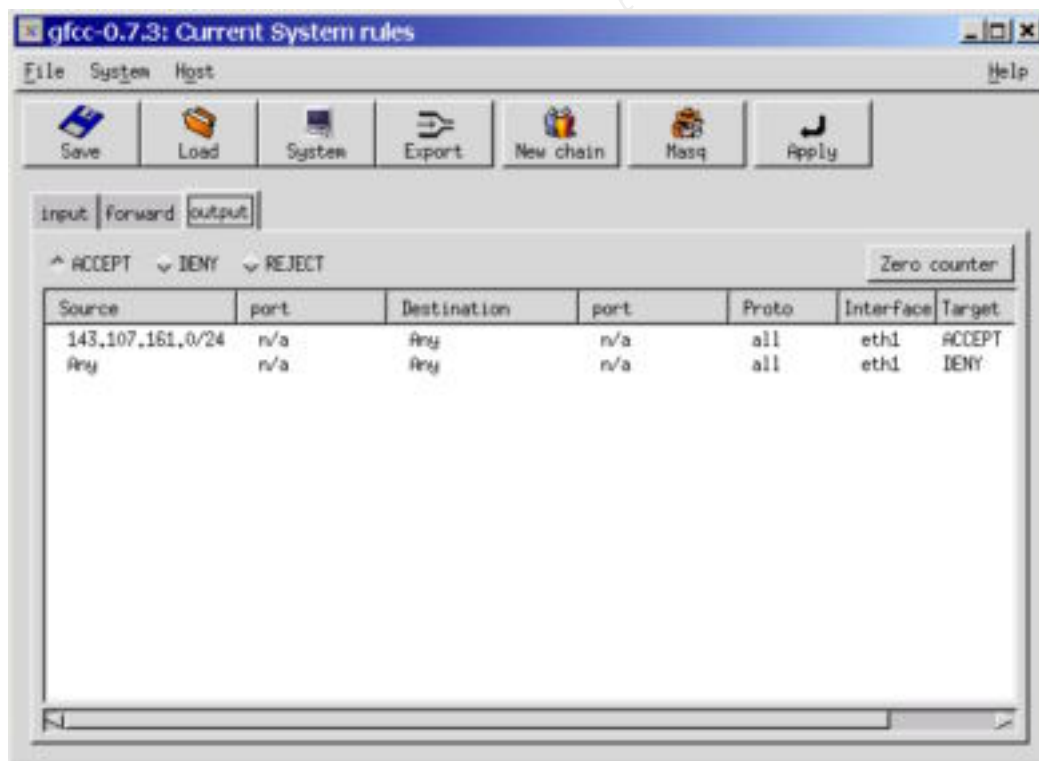 gfcc-0.7.3: Current System rules
File System Host Help
Save Load System Export New chain Masq Apply
input forward output
ACCEPT DENY REJECT Zero counter
Source port Destination port Proto Interface Target
143.107.161.0/24 n/a Any n/a all eth1 ACCEPT
Any n/a Any n/a all eth1 DENY